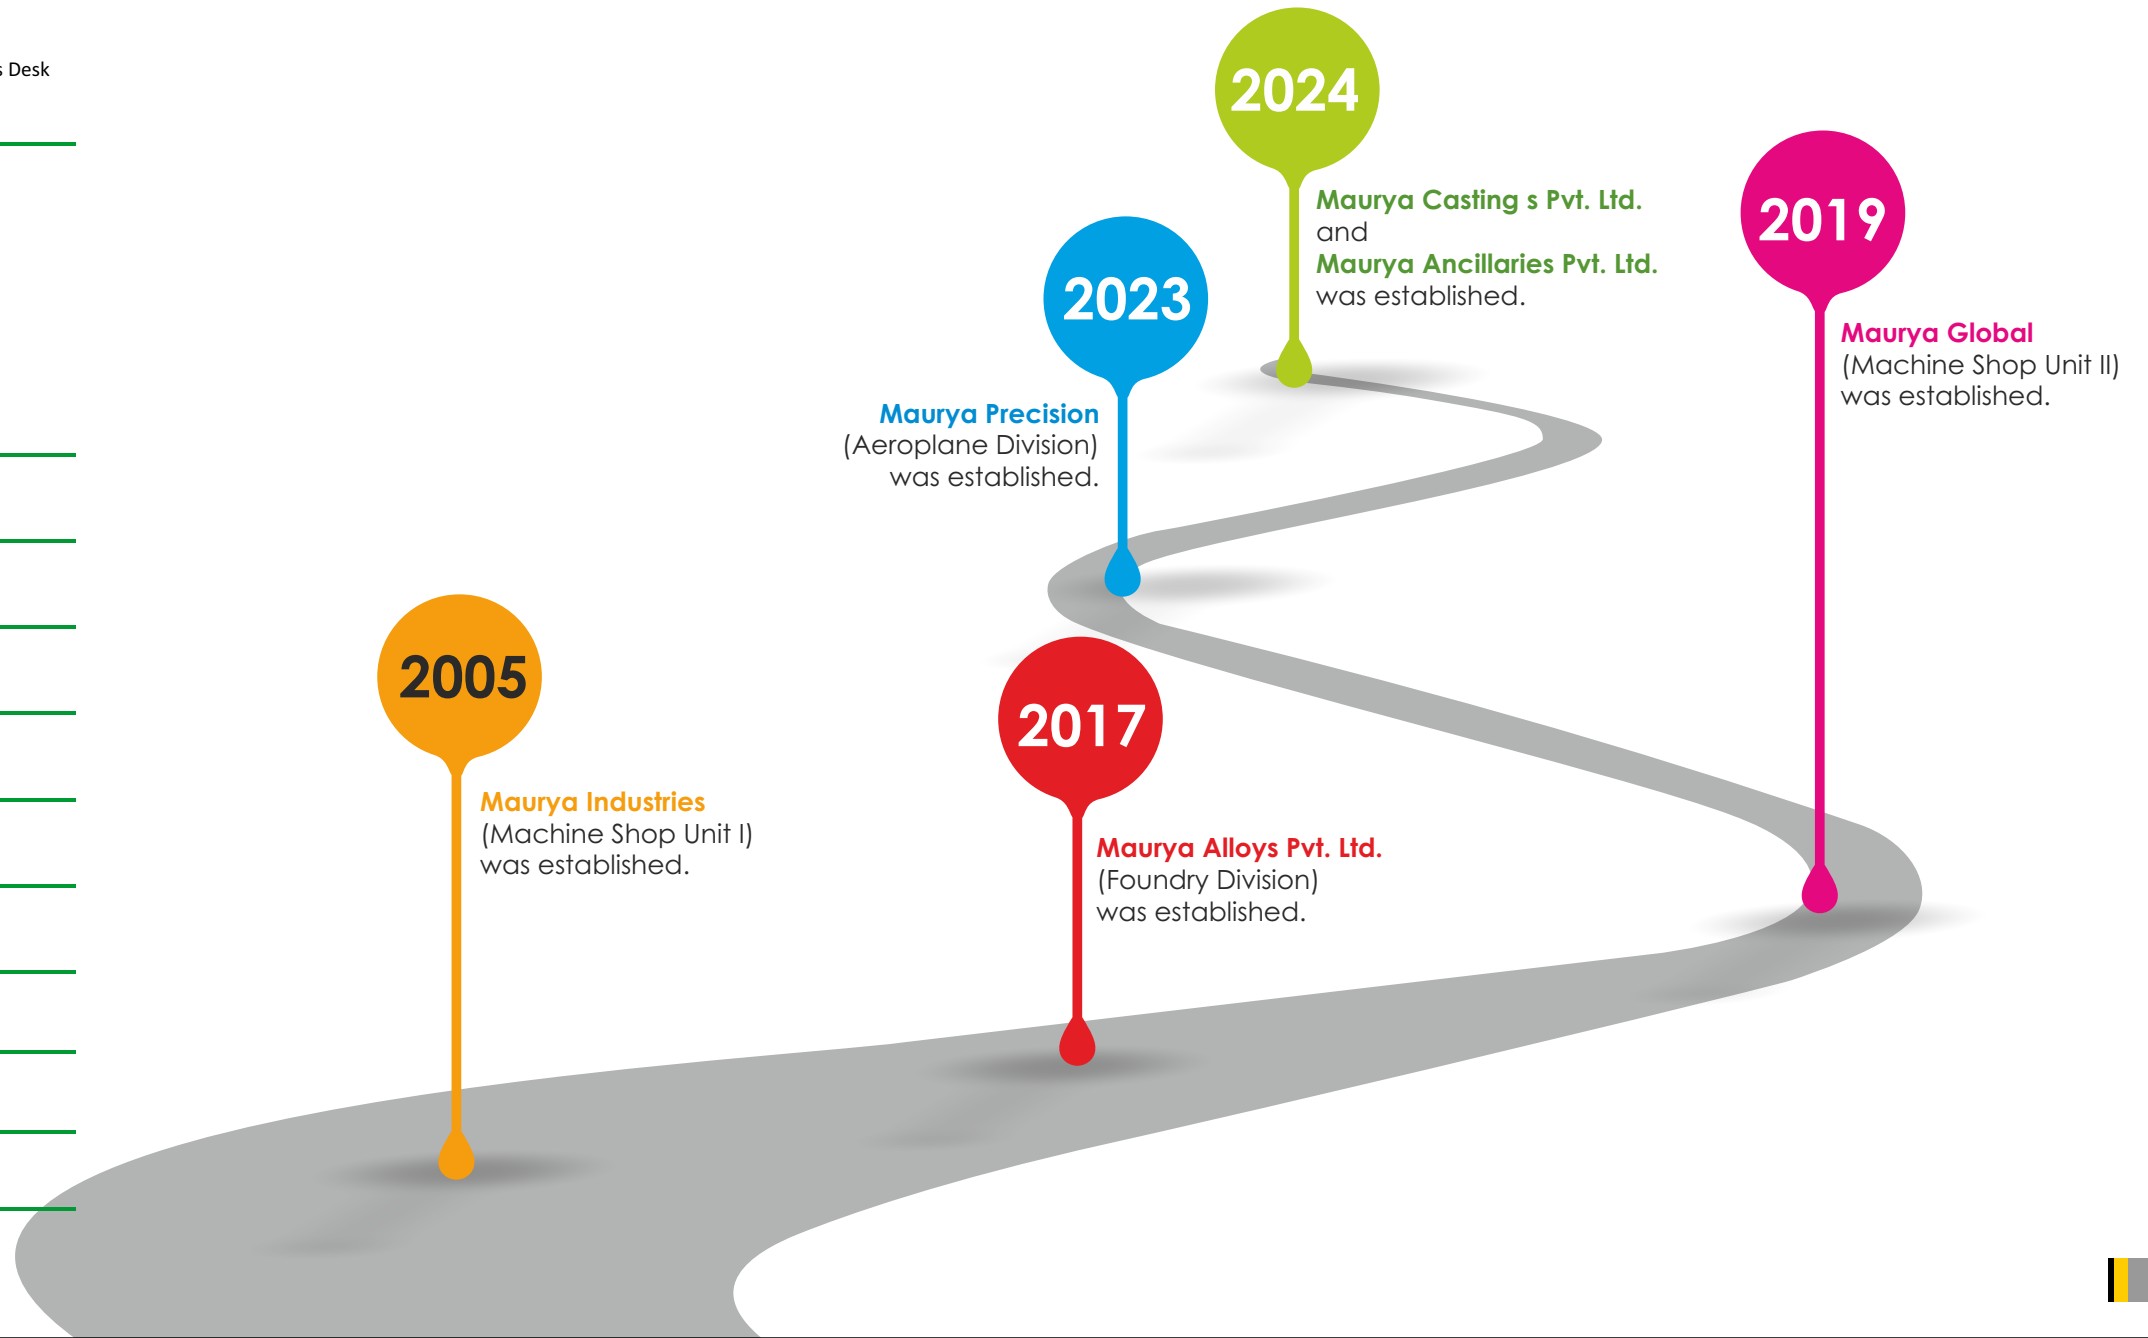 s Desk
2024
Maurya Casting s Pvt. Ltd.
and
Maurya Ancillaries Pvt. Ltd.
was established.
2019
Maurya Global
(Machine Shop Unit II)
was established.
2023
Maurya Precision
(Aeroplane Division)
was established.
2005
Maurya Industries
(Machine Shop Unit I)
was established.
2017
Maurya Alloys Pvt. Ltd.
(Foundry Division)
was established.